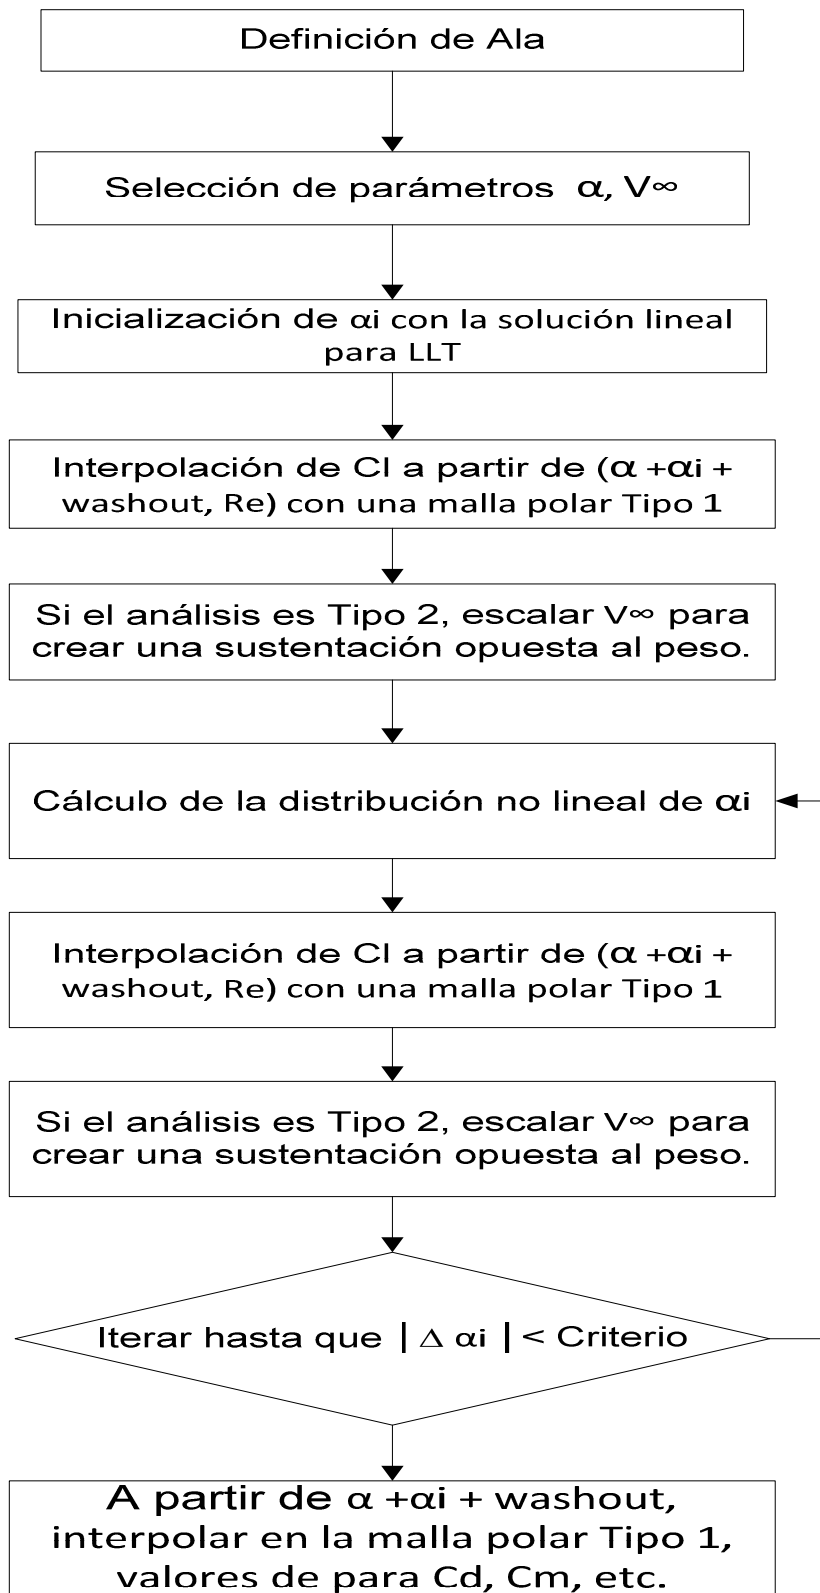 Definición de Ala
Selección de parámetros α, V∞
Inicialización de αi con la solución lineal
para LLT
Interpolación de Cl a partir de (α +αi +
washout, Re) con una malla polar Tipo 1
Si el análisis es Tipo 2, escalar V∞ para
crear una sustentación opuesta al peso.
Cálculo de la distribución no lineal de αi
Interpolación de Cl a partir de (α +αi +
washout, Re) con una malla polar Tipo 1
Si el análisis es Tipo 2, escalar V∞ para
crear una sustentación opuesta al peso.
Iterar hasta que | Δ αi | < Criterio
A partir de α +αi + washout,
interpolar en la malla polar Tipo 1,
valores de para Cd, Cm, etc.